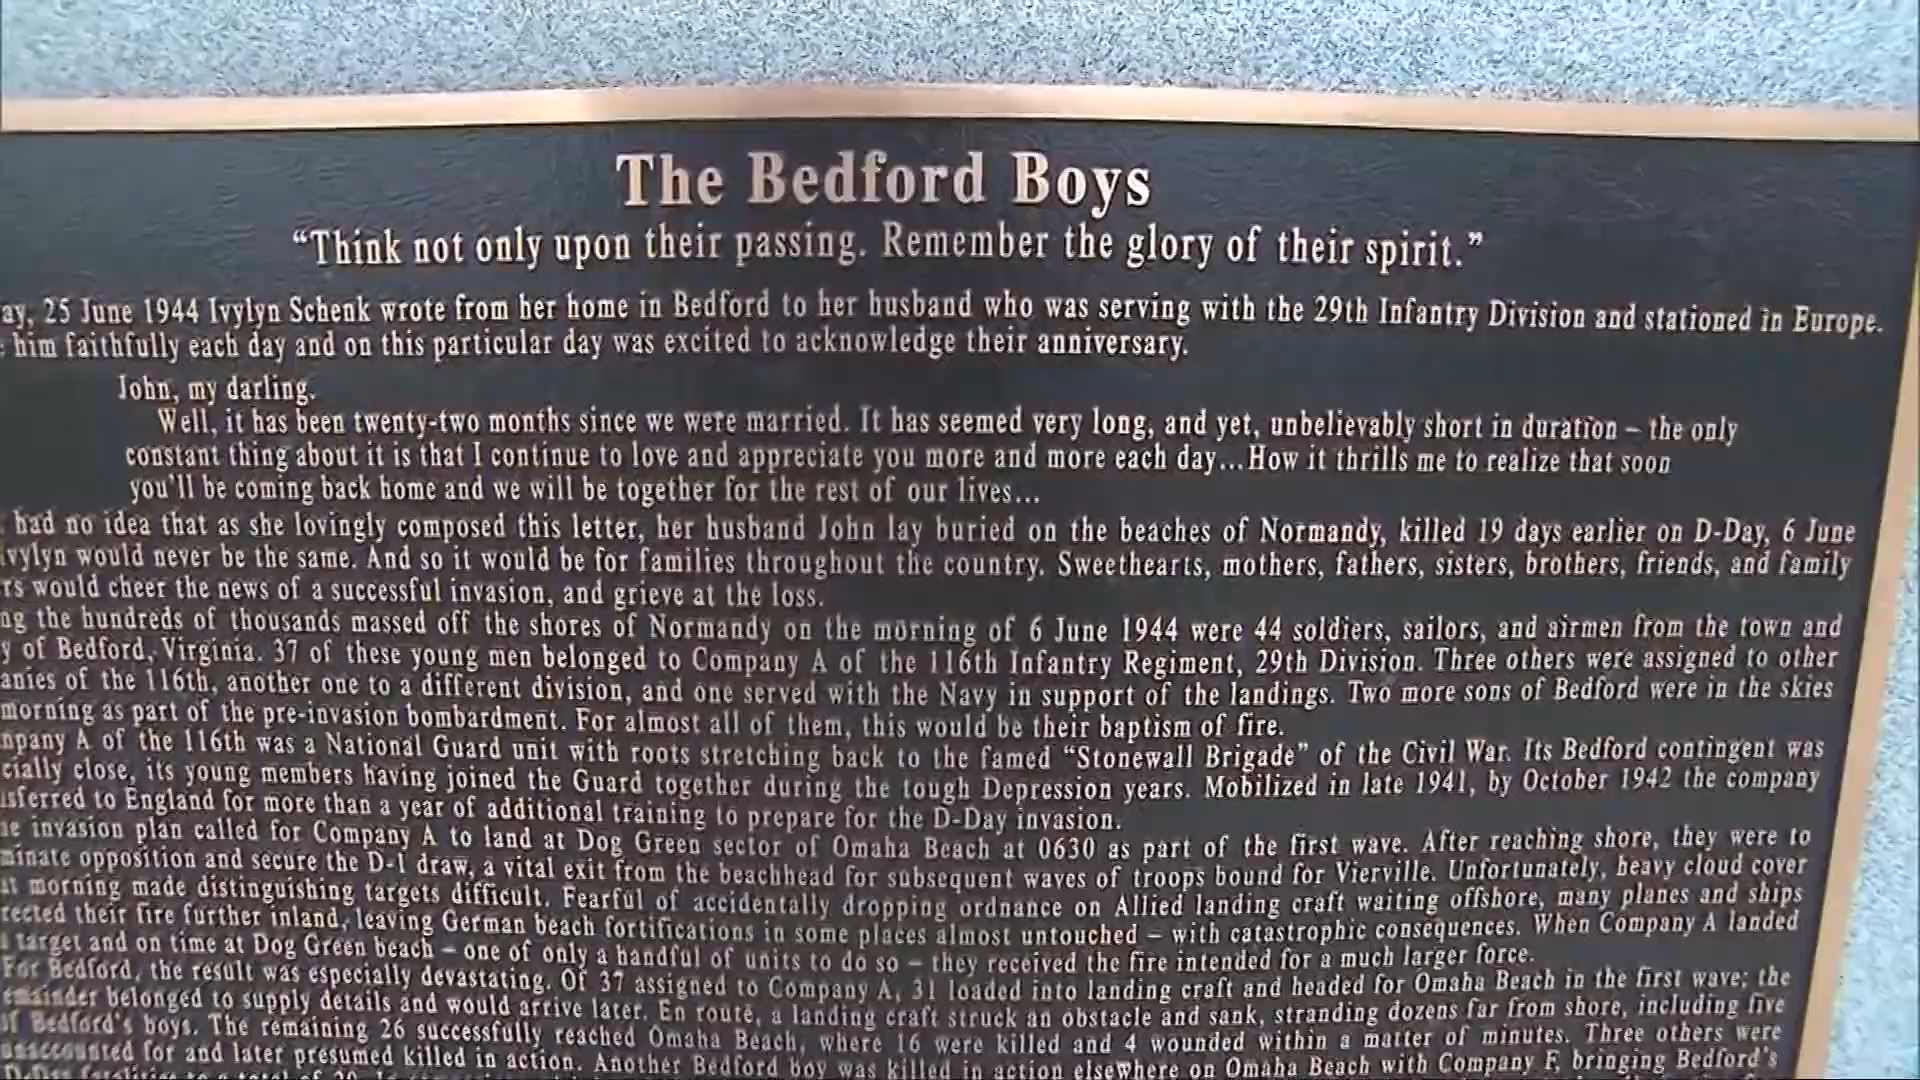 The Bedford Boys
“Think not only upon their passing. Remember the glory of their spirit.”
ay, 25 June 1944 Ivylyn Schenk wrote from her home in Bedford to her husband who was serving with the 29th Infantry Division and stationed in Europe.
him faithfully each day and on this particular day was excited to acknowledge their anniversary.
John, my darling.
Well, it has been twenty-two months since we were married. It has seemed very long, and yet, unbelievably short in duration – the only
constant thing about it is that I continue to love and appreciate you more and more each day…How it thrills me to realize that soon
you’ll be coming back home and we will be together for the rest of our lives…
had no idea that as she lovingly composed this letter, her husband John lay buried on the beaches of Normandy, killed 19 days earlier on D-Day, 6 June
vylyn would never be the same. And so it would be for families throughout the country. Sweethearts, mothers, fathers, sisters, brothers, friends, and family
rs would cheer the news of a successful invasion, and grieve at the loss.
ng the hundreds of thousands massed off the shores of Normandy on the morning of 6 June 1944 were 44 soldiers, sailors, and airmen from the town and
y of Bedford, Virginia. 37 of these young men belonged to Company A of the 116th Infantry Regiment, 29th Division. Three others were assigned to other
anies of the 116th, another one to a different division, and one served with the Navy in support of the landings. Two more sons of Bedford were in the skies
morning as part of the pre-invasion bombardment. For almost all of them, this would be their baptism of fire.
mpany A of the 116th was a National Guard unit with roots stretching back to the famed “Stonewall Brigade” of the Civil War. Its Bedford contingent was
cially close, its young members having joined the Guard together during the tough Depression years. Mobilized in late 1941, by October 1942 the company
nsferred to England for more than a year of additional training to prepare for the D-Day invasion.
he invasion plan called for Company A to land at Dog Green sector of Omaha Beach at 0630 as part of the first wave. After reaching shore, they were to
minate opposition and secure the D-1 draw, a vital exit from the beachhead for subsequent waves of troops bound for Vierville. Unfortunately, heavy cloud cover
at morning made distinguishing targets difficult. Fearful of accidentally dropping ordnance on Allied landing craft waiting offshore, many planes and ships
rected their fire further inland, leaving German beach fortifications in some places almost untouched – with catastrophic consequences. When Company A landed
target and on time at Dog Green beach – one of only a handful of units to do so – they received the fire intended for a much larger force.
For Bedford, the result was especially devastating. Of 37 assigned to Company A, 31 loaded into landing craft and headed for Omaha Beach in the first wave; the
emainder belonged to supply details and would arrive later. En route, a landing craft struck an obstacle and sank, stranding dozens far from shore, including five
of Bedford’s boys. The remaining 26 successfully reached Omaha Beach, where 16 were killed and 4 wounded within a matter of minutes. Three others were
unaccounted for and later presumed killed in action. Another Bedford boy was killed in action elsewhere on Omaha Beach with Company F, bringing Bedford’s